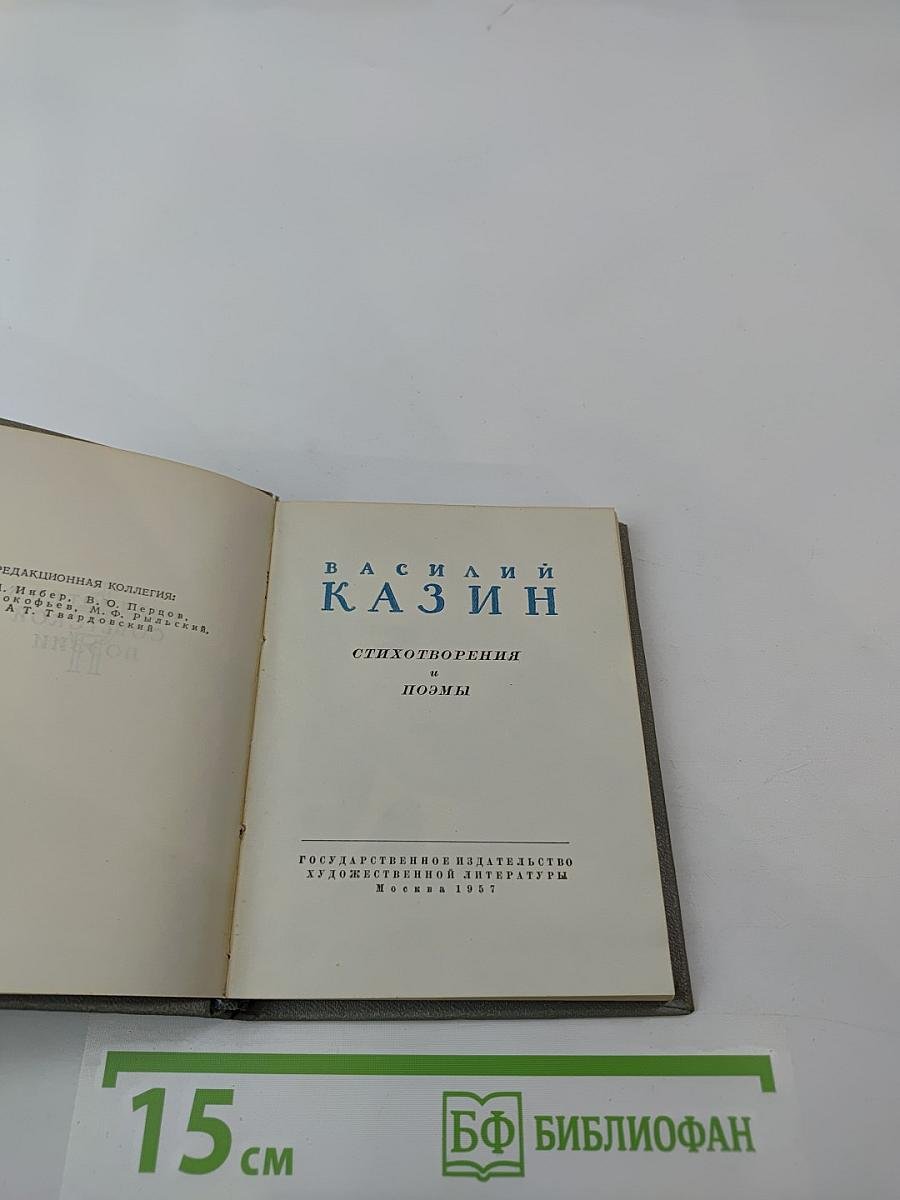 РЕДАКЦИОННАЯ КОЛЛЕГИЯ:
Инбер, В. О. Перцов,
М. Ф. Рыльский,
А. Т. Твардовский
ВАСИЛИЙ
КАЗИН
СТИХОТВОРЕНИЯ
и
ПОЭМЫ
ГОСУДАРСТВЕННОЕ ИЗДАТЕЛЬСТВО
ХУДОЖЕСТВЕННОЙ ЛИТЕРАТУРЫ
Москва 1957
15 см
БФ БИБЛИОФАН